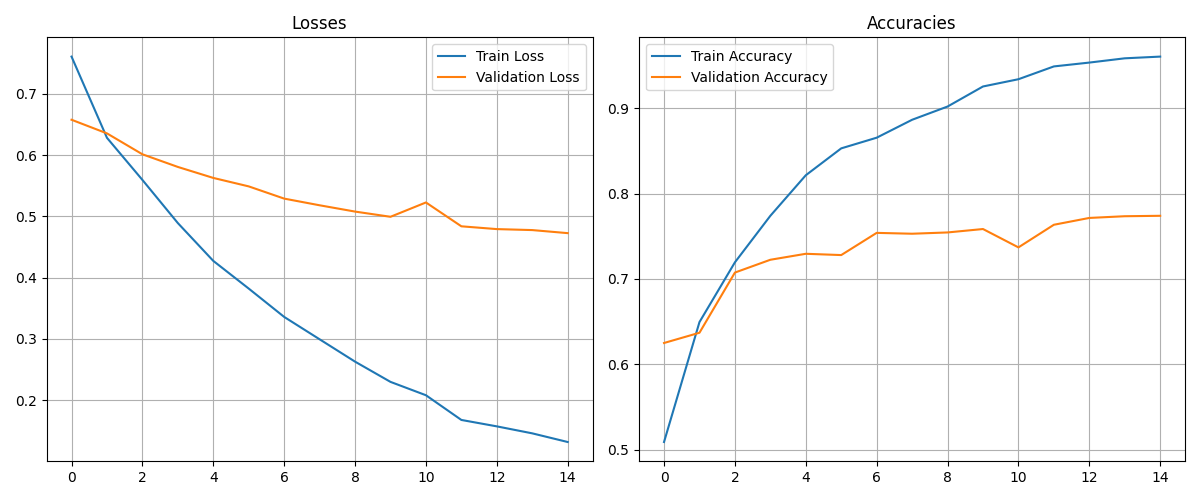 Losses
Train Loss
Validation Loss
0.7
0.6
0.5
0.4
0.3
0.2
0 2 4 6 8 10 12 14
Accuracies
Train Accuracy
Validation Accuracy
0.9
0.8
0.7
0.6
0.5
0 2 4 6 8 10 12 14